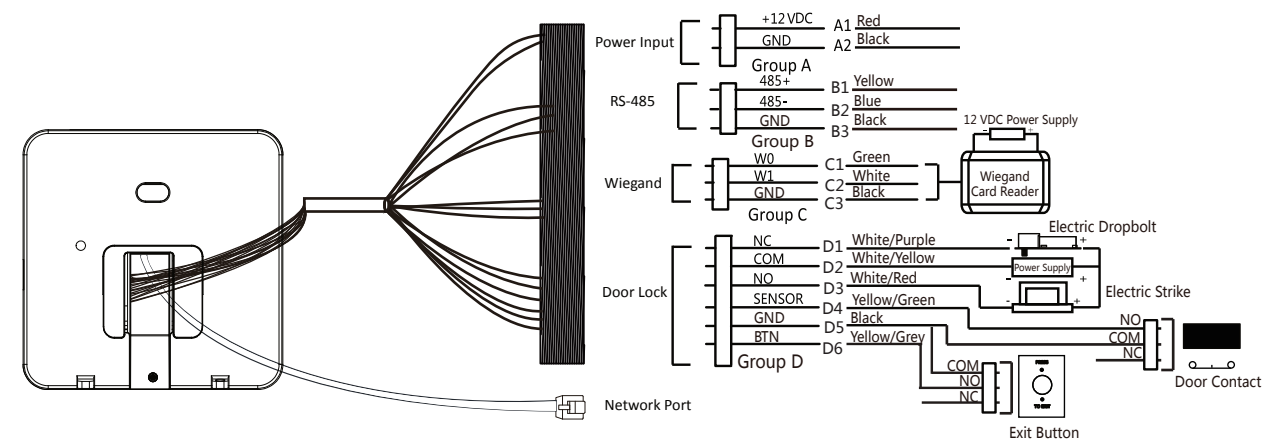 Power Input
+12 VDC A1 Red
GND A2 Black
Group A
RS-485
485+ B1 Yellow
485- B2 Blue
GND B3 Black
Group B
12 VDC Power Supply
- +
Wiegand
W0 C1 Green
W1 C2 White
GND C3 Black
Group C
Wiegand
Card Reader
Door Lock
NC D1 White/Purple
COM D2 White/Yellow
NO D3 White/Red
SENSOR D4 Yellow/Green
GND D5 Black
BTN D6 Yellow/Grey
Group D
Electric Dropbolt
- +
Power Supply
- +
Electric Strike
- +
NO
COM
NC
Door Contact
COM
NO
NC
PRESS
TO EXIT
Exit Button
Network Port